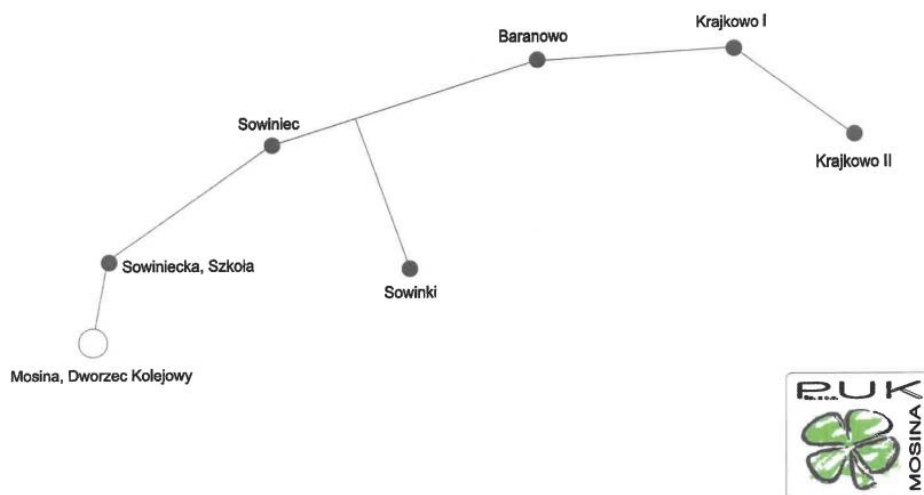 Krajkowo I
Baranowo
Sowiniec
Krajkowo II
Sowiniecka, Szkoła
Sowinki
Mosina, Dworzec Kolejowy
PUK
MOSINA